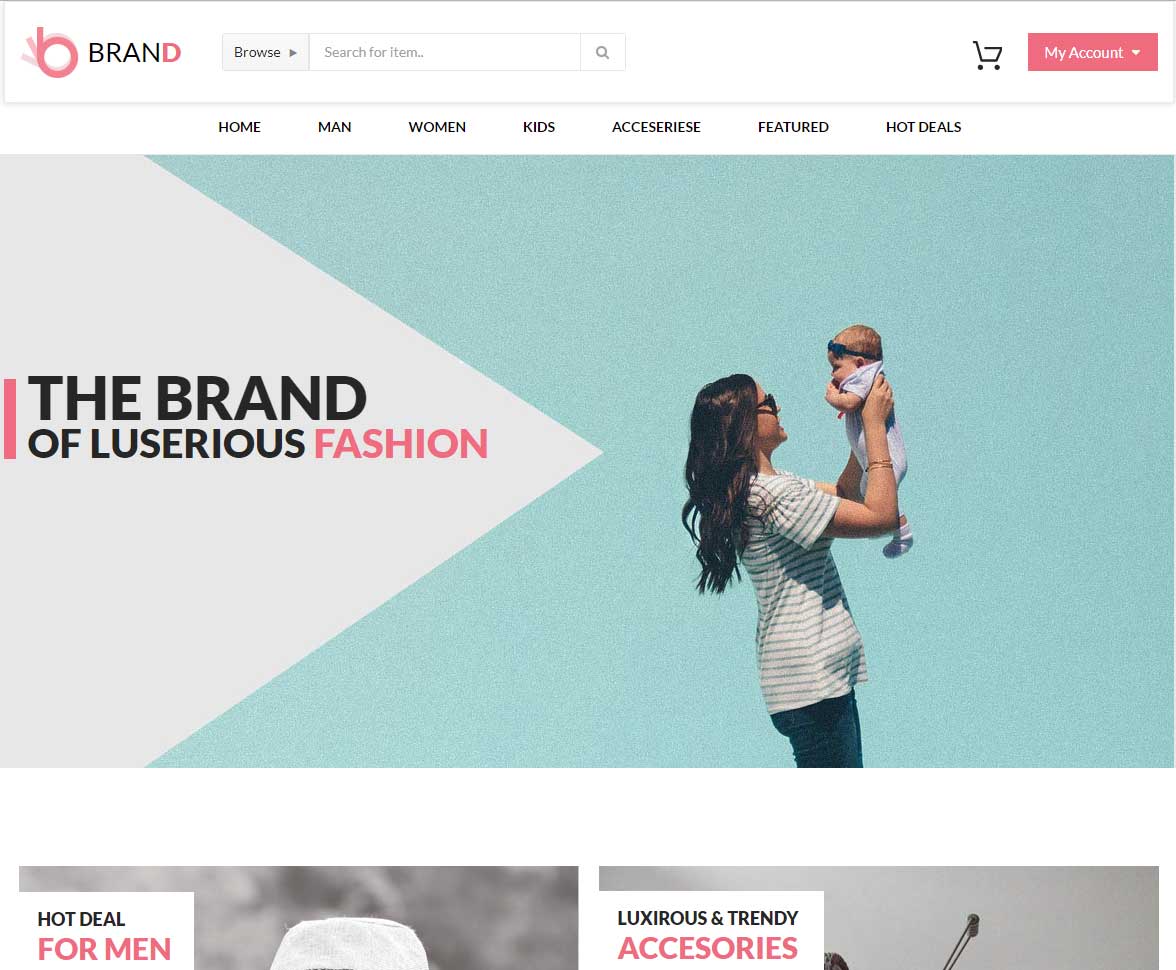 BRAND
Browse
Search for item..
My Account
HOME MAN WOMEN KIDS ACCESERIESE FEATURED HOT DEALS
THE BRAND
OF LUSERIOUS FASHION
HOT DEAL
FOR MEN
LUXIROUS & TRENDY
ACCESORIES